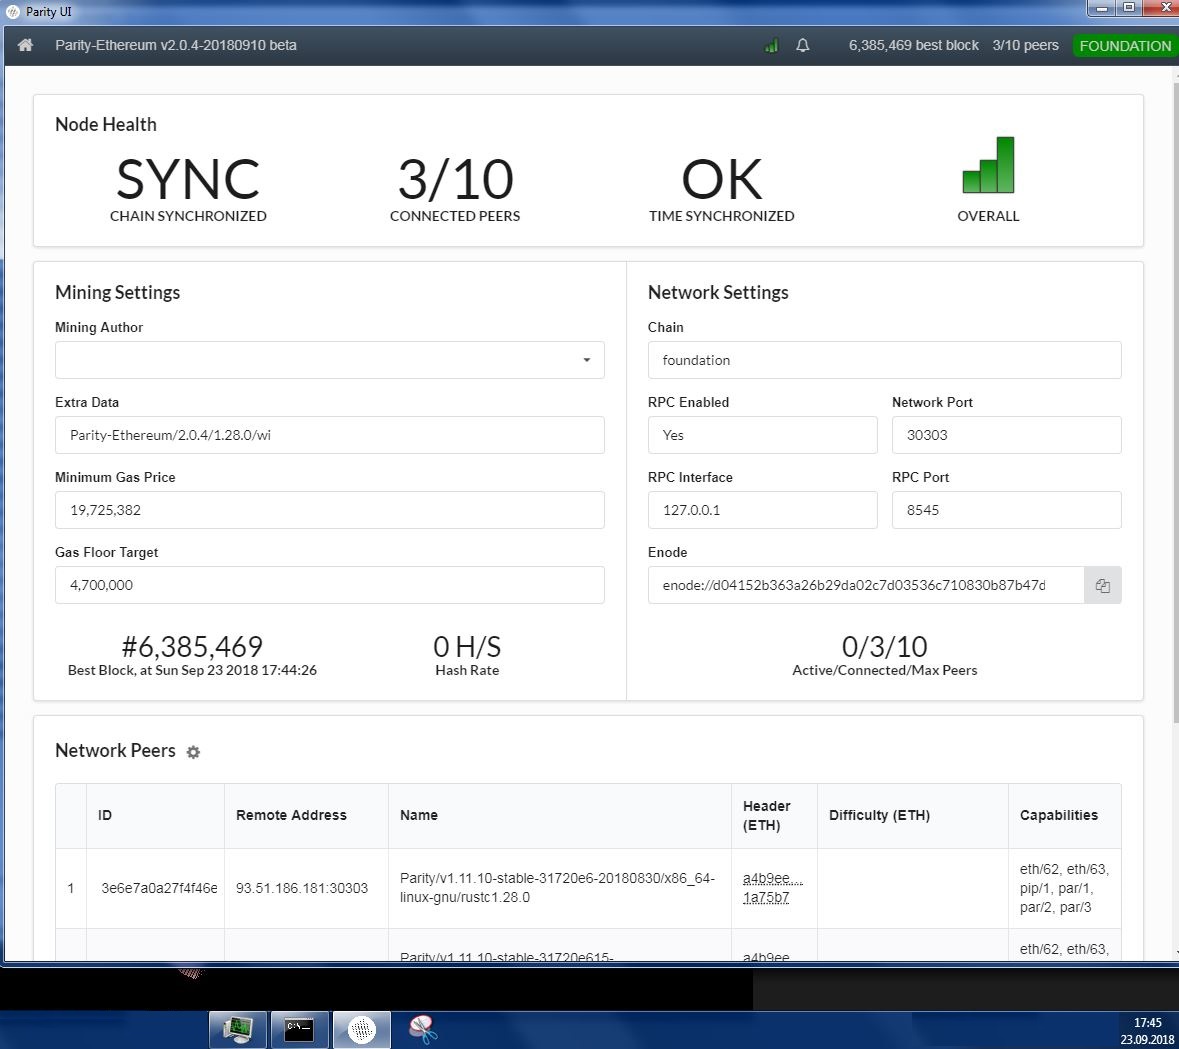 Parity UI
Parity-Ethereum v2.0.4-20180910 beta
6,385,469 best block 3/10 peers FOUNDATION
Node Health
SYNC 3/10 OK
CHAIN SYNCHRONIZED CONNECTED PEERS TIME SYNCHRONIZED OVERALL
Mining Settings
Mining Author
Extra Data
Parity-Ethereum/2.0.4/1.28.0/wi
Minimum Gas Price
19,725,382
Gas Floor Target
4,700,000
#6,385,469 0 H/S
Best Block, at Sun Sep 23 2018 17:44:26 Hash Rate
Network Settings
Chain
foundation
RPC Enabled Network Port
Yes 30303
RPC Interface RPC Port
127.0.0.1 8545
Enode
enode://d04152b363a26b29da02c7d03536c710830b87b47d
0/3/10
Active/Connected/Max Peers
Network Peers
ID Remote Address Name Header (ETH) Difficulty (ETH) Capabilities
1 3e6e7a0a27f4f46e 93.51.186.181:30303 Parity/v1.11.10-stable-31720e6-20180830/x86_64-
linux-gnu/rustc1.28.0
a4b9ee...
1a75b7
eth/62, eth/63,
pip/1, par/1,
par/2, par/3
Parity/v1.11.10-stable-31720e615- a4b9ee eth/62, eth/63,
C:\
17:45
23.09.2018